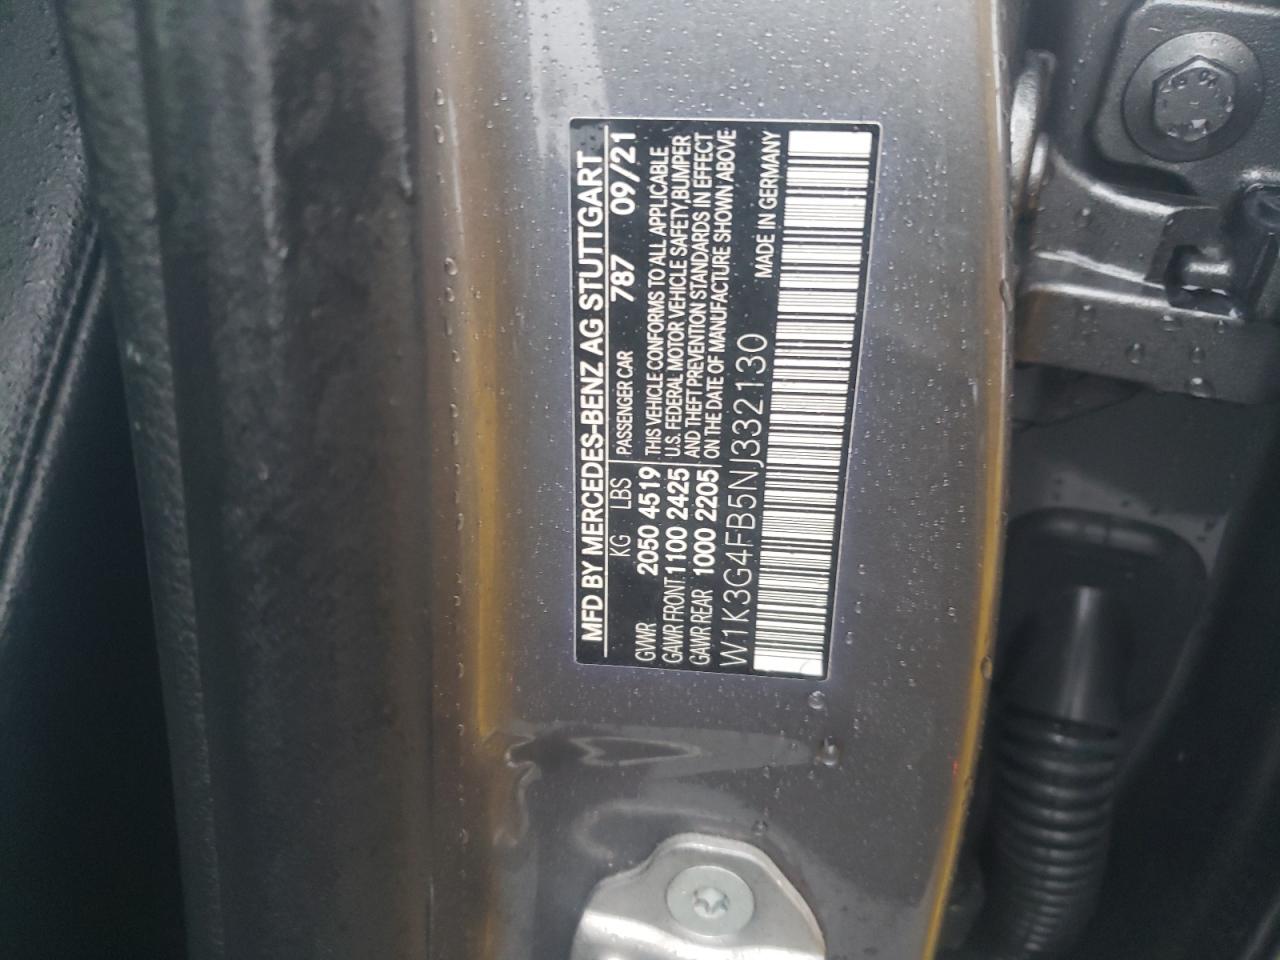 MFD BY MERCEDES-BENZ AG STUTTGART
KG LBS PASSENGER CAR 787 09/21
GVWR 2050 4519 THIS VEHICLE CONFORMS TO ALL APPLICABLE
GAWR FRONT 1100 2425 U.S. FEDERAL MOTOR VEHICLE SAFETY, BUMPER
GAWR REAR 1000 2205 AND THEFT PREVENTION STANDARDS IN EFFECT
ON THE DATE OF MANUFACTURE SHOWN ABOVE
W1K3G4FB5NJ332130 MADE IN GERMANY